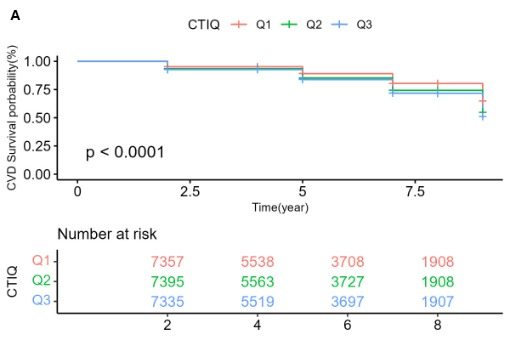 A
CTIQ Q1 Q2 Q3
CVD Survival porbability(%)
1.00
0.75
0.50
0.25
0.00
p < 0.0001
0 2.5 5 7.5
Time(year)
Number at risk
CTIQ
Q1 7357 5538 3708 1908
Q2 7395 5563 3727 1908
Q3 7335 5519 3697 1907
2 4 6 8